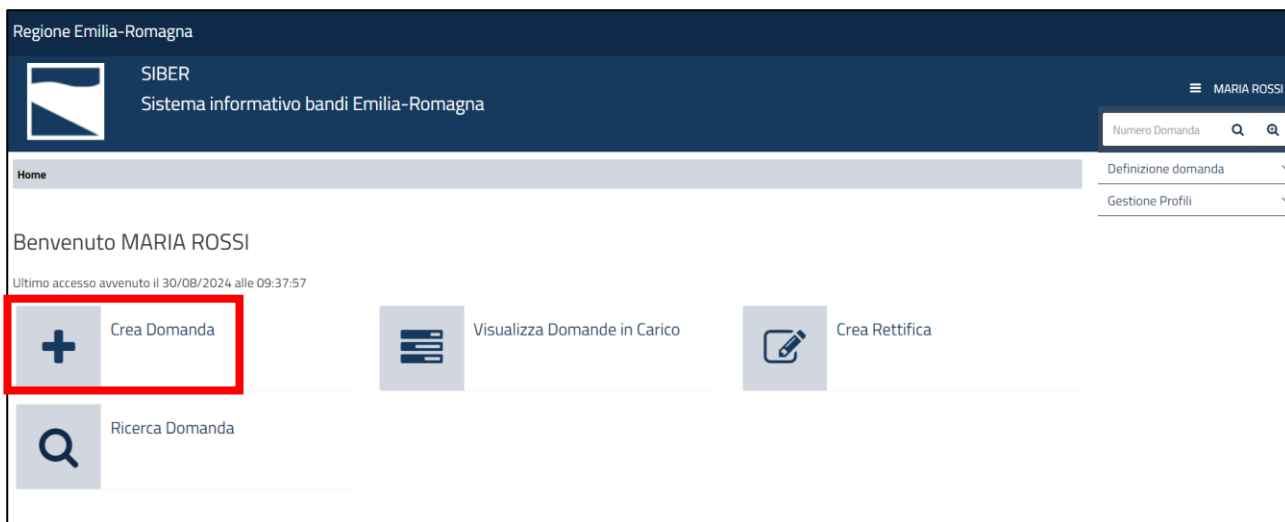 Regione Emilia-Romagna
SIBER
Sistema informativo bandi Emilia-Romagna
MARIA ROSSI
Numero Domanda
Home
Definizione domanda
Gestione Profili
Benvenuto MARIA ROSSI
Ultimo accesso avvenuto il 30/08/2024 alle 09:37:57
Crea Domanda
Visualizza Domande in Carico
Crea Rettifica
Ricerca Domanda